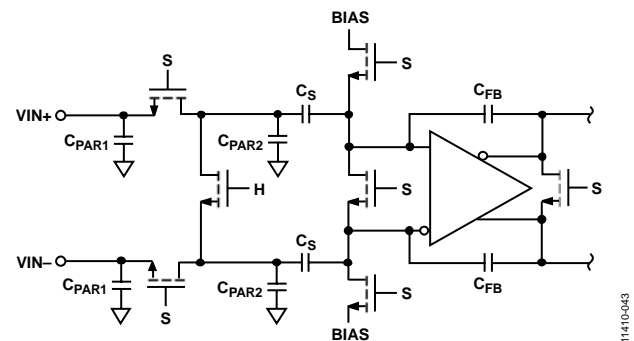 BIAS
S
S
CFB
VIN+
CS
CPAR1
CPAR2
H
S
S
CS
VIN–
CPAR1
CPAR2
S
CFB
S
BIAS
11410-043